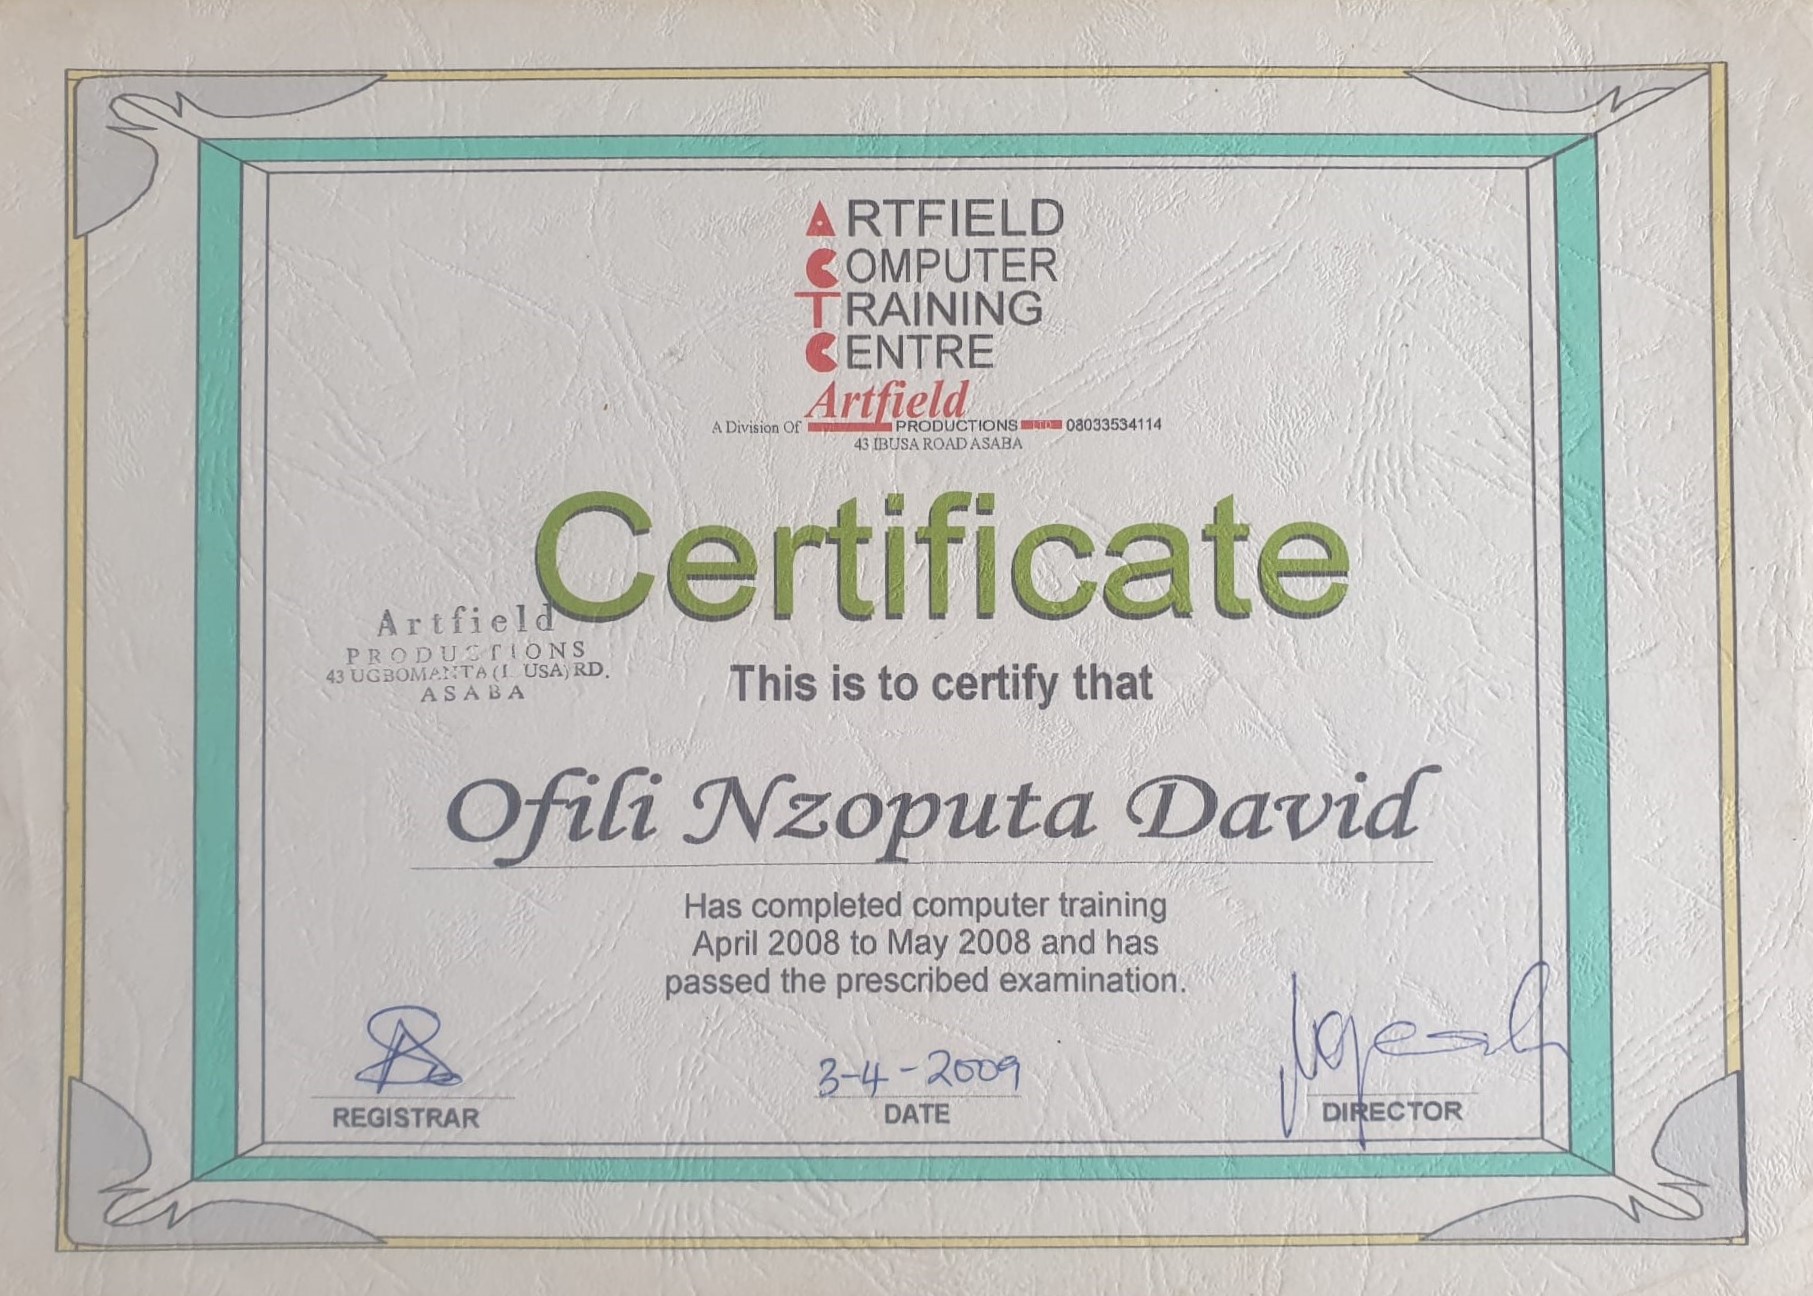 ARTFIELD
COMPUTER
TRAINING
CENTRE
Artfield
A Division Of PRODUCTIONS LTD 08033534114
43 IBUSA ROAD ASABA
Certificate
Artfield
PRODUCTIONS
43 (I USA) RD.
ASABA
This is to certify that
Ofili Nzoputa David
Has completed computer training
April 2008 to May 2008 and has
passed the prescribed examination.
3-4-2009
REGISTRAR
DATE
DIRECTOR